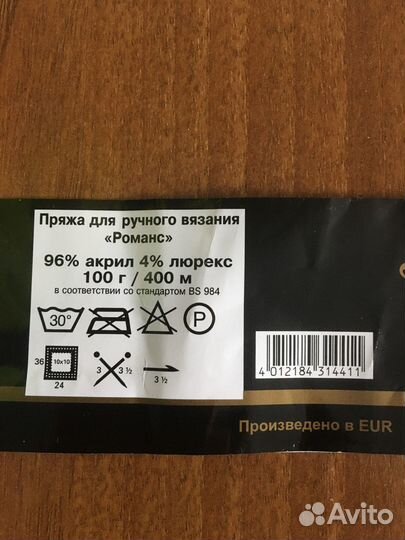 Пряжа для ручного вязания
«Романс»
96% акрил 4% люрекс
100 г / 400 м
в соответствии со стандартом BS 984
30° P
36 10x10 3 3 ½ 3 ½
24
4 012184 314411
Произведено в EUR
Avito